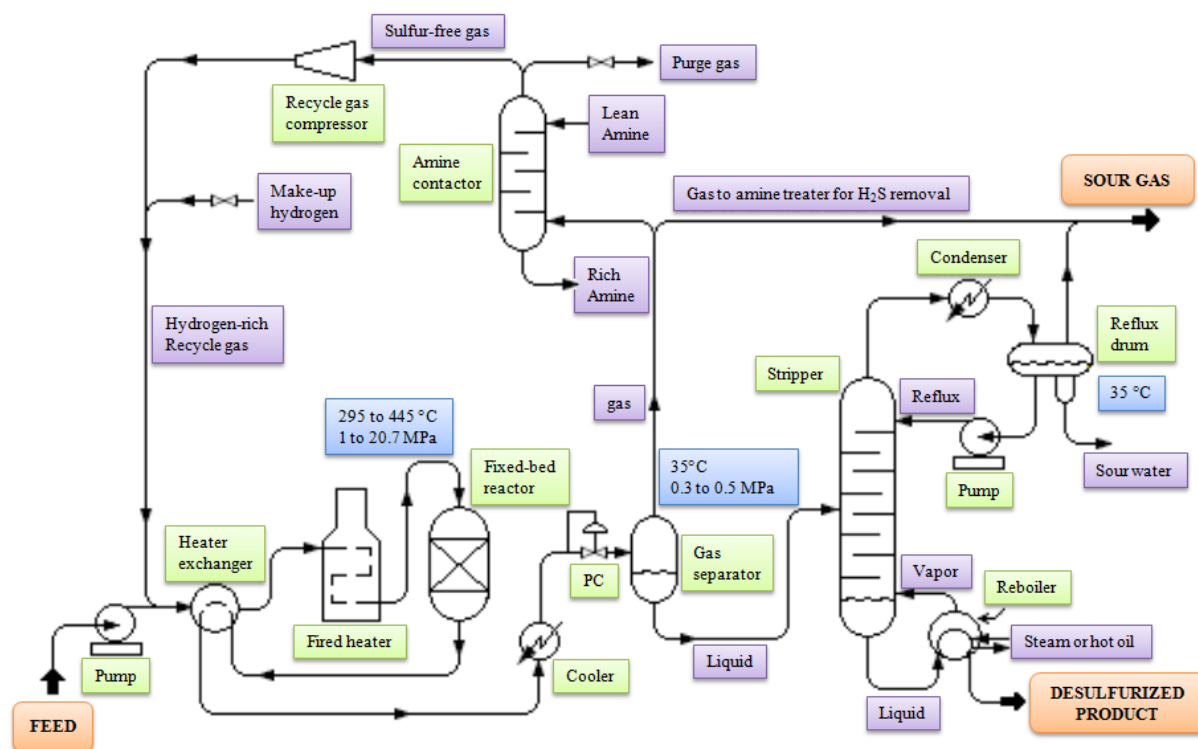 Sulfur-free gas
Purge gas
Recycle gas
compressor
Lean
Amine
Amine
contactor
SOUR GAS
Make-up
hydrogen
Gas to amine treater for H₂S removal
Condenser
Rich
Amine
Hydrogen-rich
Recycle gas
Reflux
drum
Stripper
35 °C
gas
Reflux
295 to 445 °C
1 to 20.7 MPa
Fixed-bed
reactor
35°C
0.3 to 0.5 MPa
Sour water
Pump
Heater
exchanger
PC
Gas
separator
Vapor
Reboiler
Fired heater
Steam or hot oil
Pump
Cooler
Liquid
DESULFURIZED
PRODUCT
Liquid
FEED